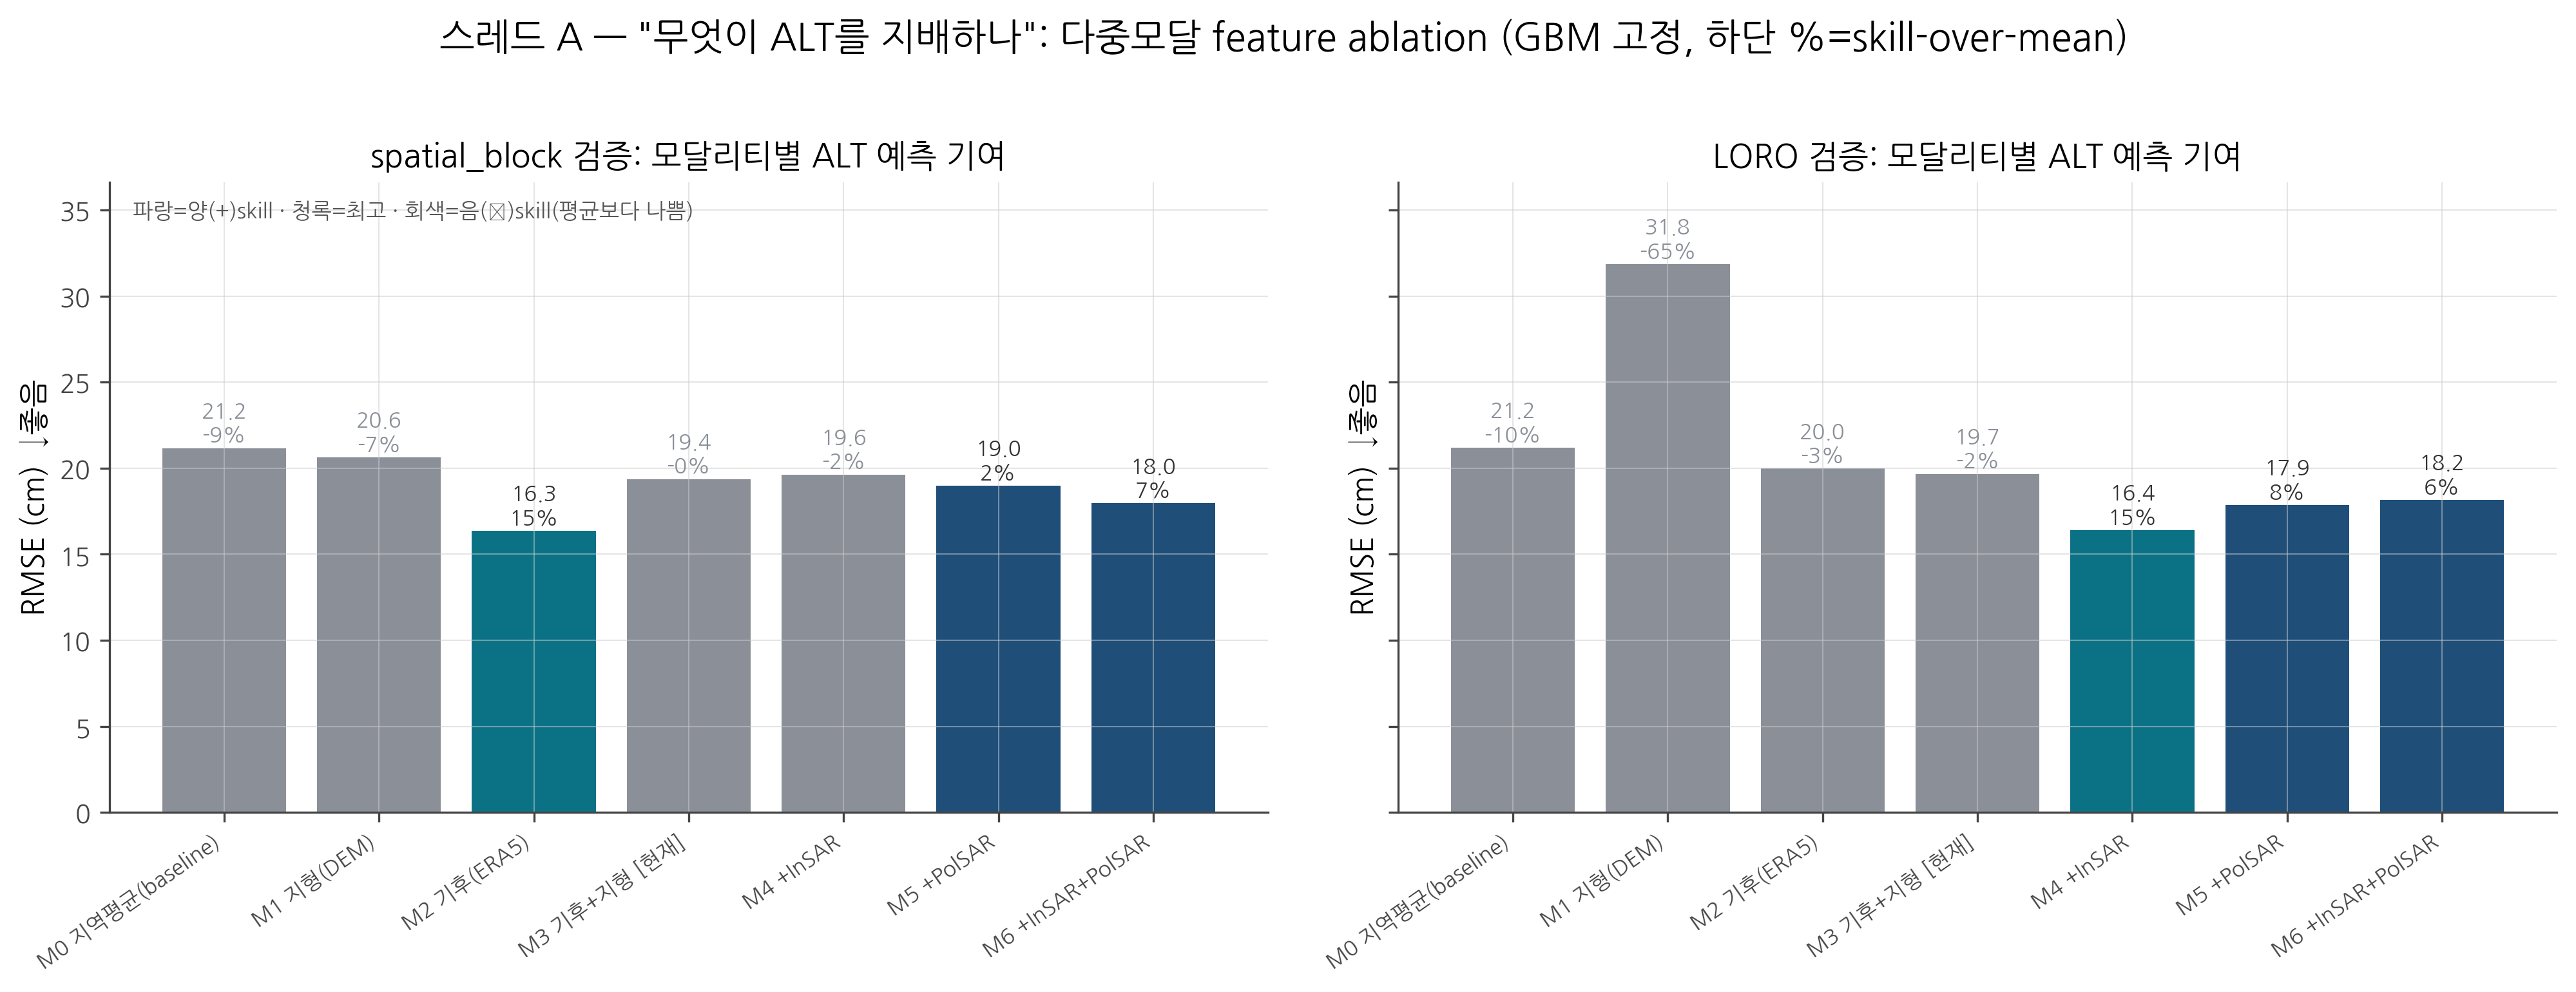 스레드 A — "무엇이 ALT를 지배하나": 다중모달 feature ablation (GBM 고정, 하단 %=skill-over-mean)
spatial_block 검증: 모달리티별 ALT 예측 기여
RMSE (cm) ↓좋음
35
30
25
20
15
10
5
0
파랑=양(+)skill · 청록=최고 · 회색=음(☒)skill(평균보다 나쁨)
21.2
-9%
20.6
-7%
16.3
15%
19.4
-0%
19.6
-2%
19.0
2%
18.0
7%
M0 지역평균(baseline)
M1 지형(DEM)
M2 기후(ERA5)
M3 기후+지형 [현재]
M4 +InSAR
M5 +PolSAR
M6 +InSAR+PolSAR
LORO 검증: 모달리티별 ALT 예측 기여
RMSE (cm) ↓좋음
21.2
-10%
31.8
-65%
20.0
-3%
19.7
-2%
16.4
15%
17.9
8%
18.2
6%
M0 지역평균(baseline)
M1 지형(DEM)
M2 기후(ERA5)
M3 기후+지형 [현재]
M4 +InSAR
M5 +PolSAR
M6 +InSAR+PolSAR